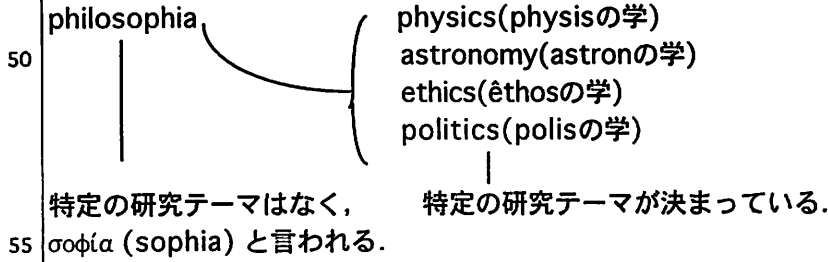 philosophia
physics(physisの学)
50
astronomy(astronの学)
ethics(êthosの学)
politics(polisの学)
特定の研究テーマはなく，
特定の研究テーマが決まっている.
55
σοφία (sophia) と言われる.